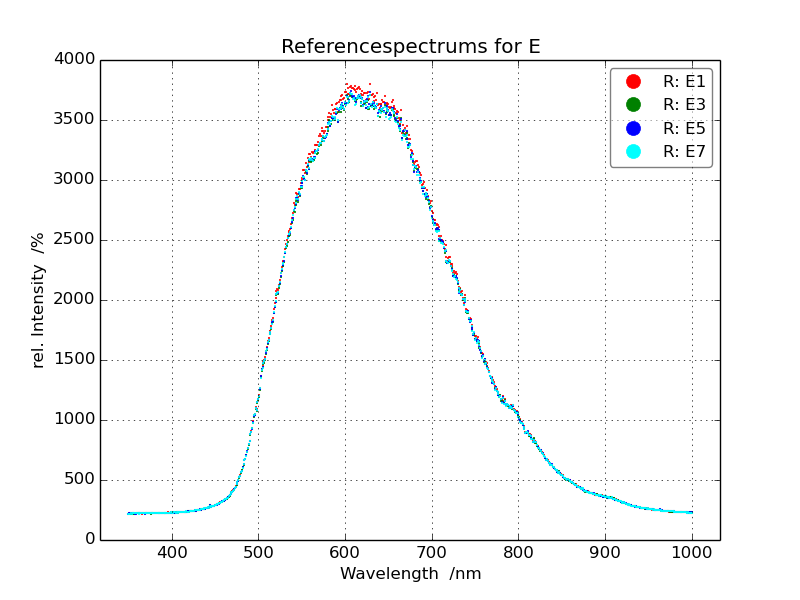 Referencespectrums for E
R: E1
R: E3
R: E5
R: E7
rel. Intensity /%
4000
3500
3000
2500
2000
1500
1000
500
0
400 500 600 700 800 900 1000
Wavelength /nm